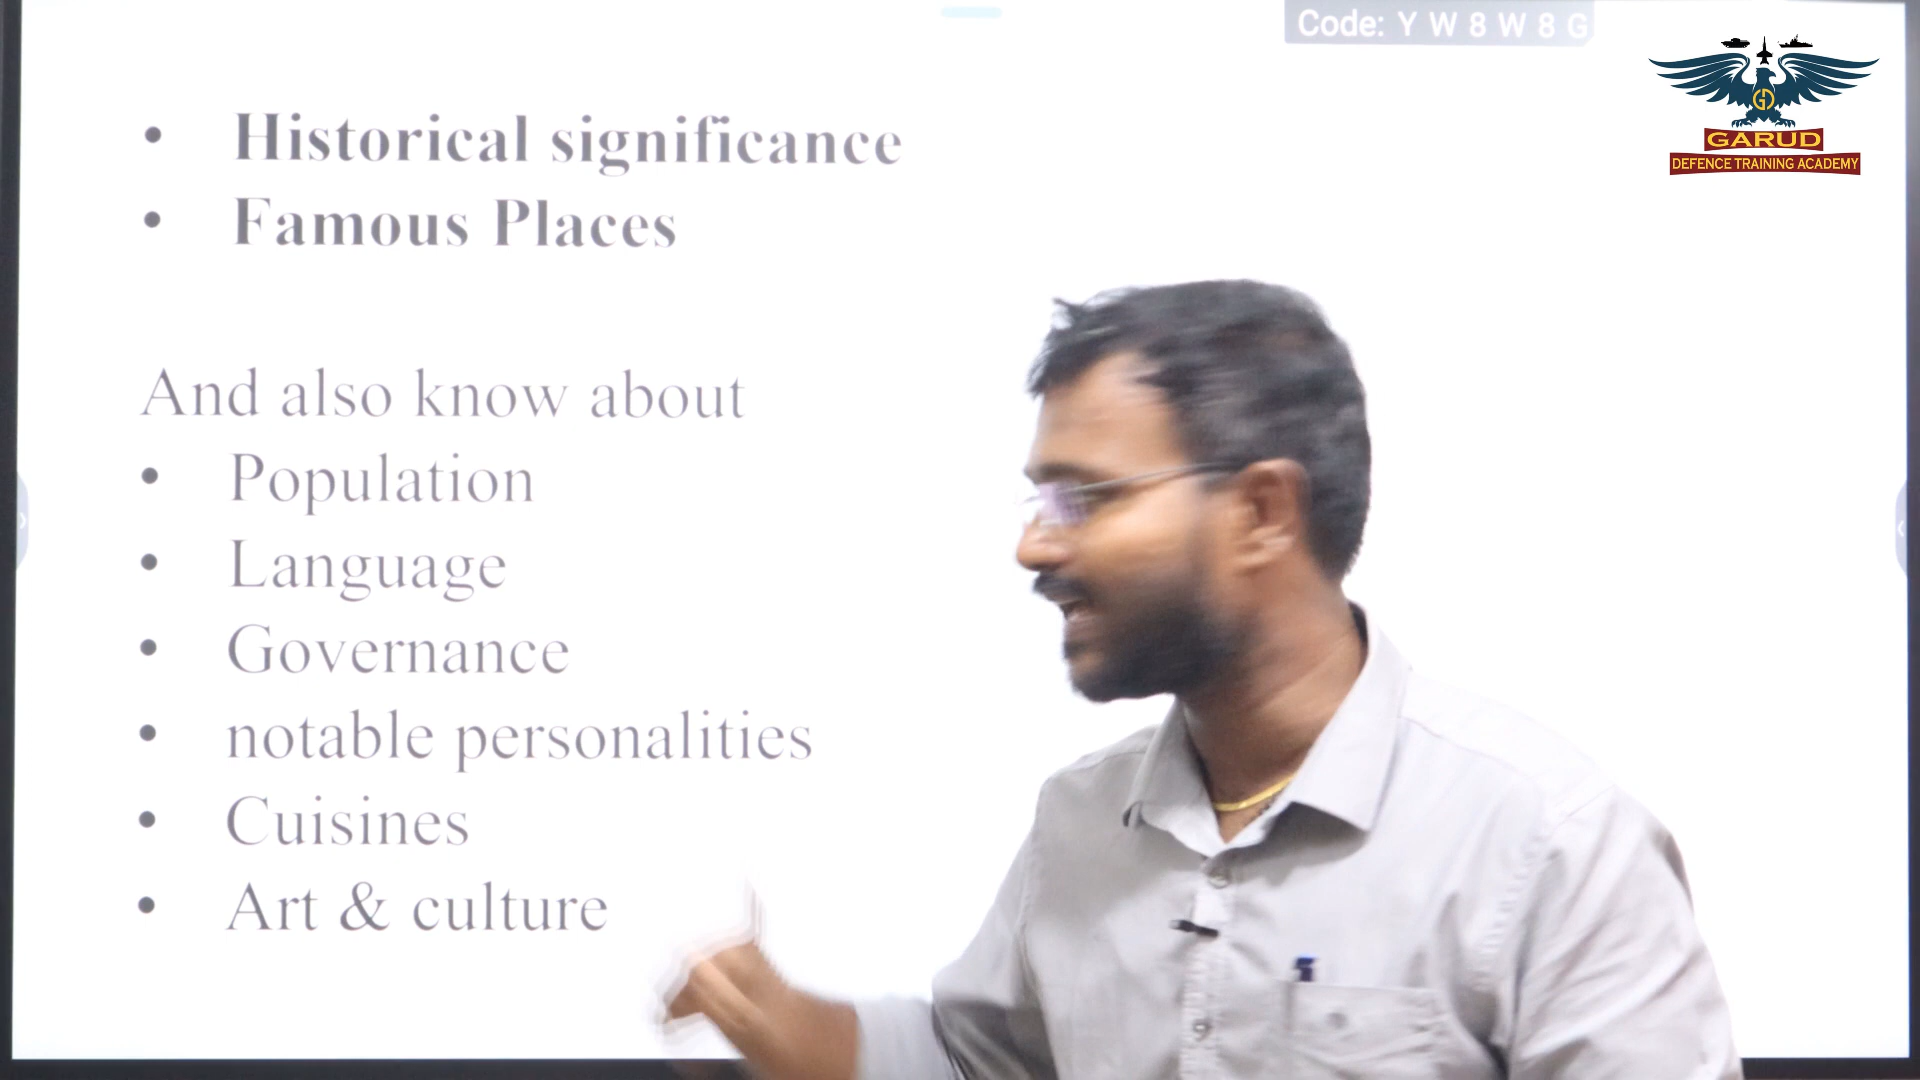 Code: Y W 8 W 8 G
GARUD
DEFENCE TRAINING ACADEMY
• Historical significance
• Famous Places
And also know about
• Population
• Language
• Governance
• notable personalities
• Cuisines
• Art & culture